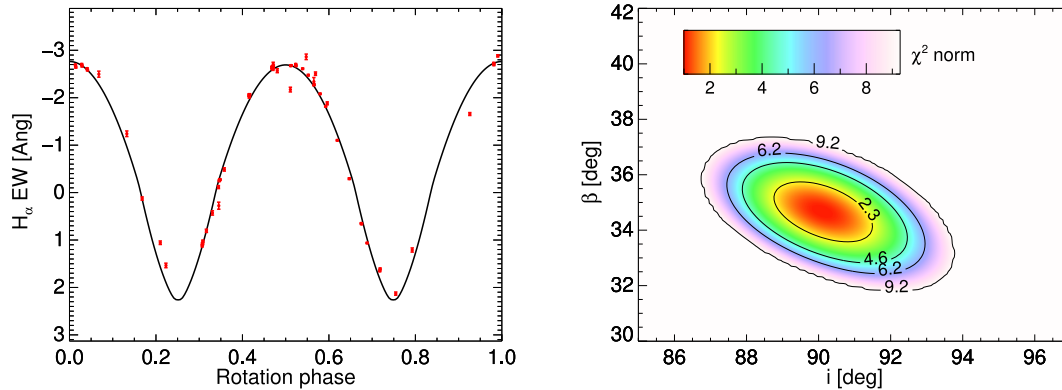 -3
-2
-1
0
1
2
3
Hα EW [Ang]
0.0 0.2 0.4 0.6 0.8 1.0
Rotation phase
42
40
38
36
34
32
30
β [deg]
χ² norm
2 4 6 8
9.2
6.2
2.3
4.6
6.2
9.2
86 88 90 92 94 96
i [deg]